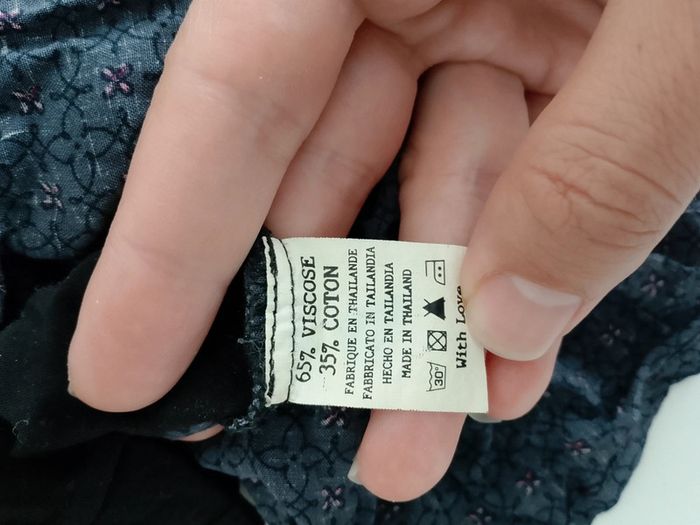 65% VISCOSE
35% COTON
FABRIQUE EN THAILANDE
FABBRICATO IN TAILANDIA
HECHO EN TAILANDIA
MADE IN THAILAND
30°
With Love